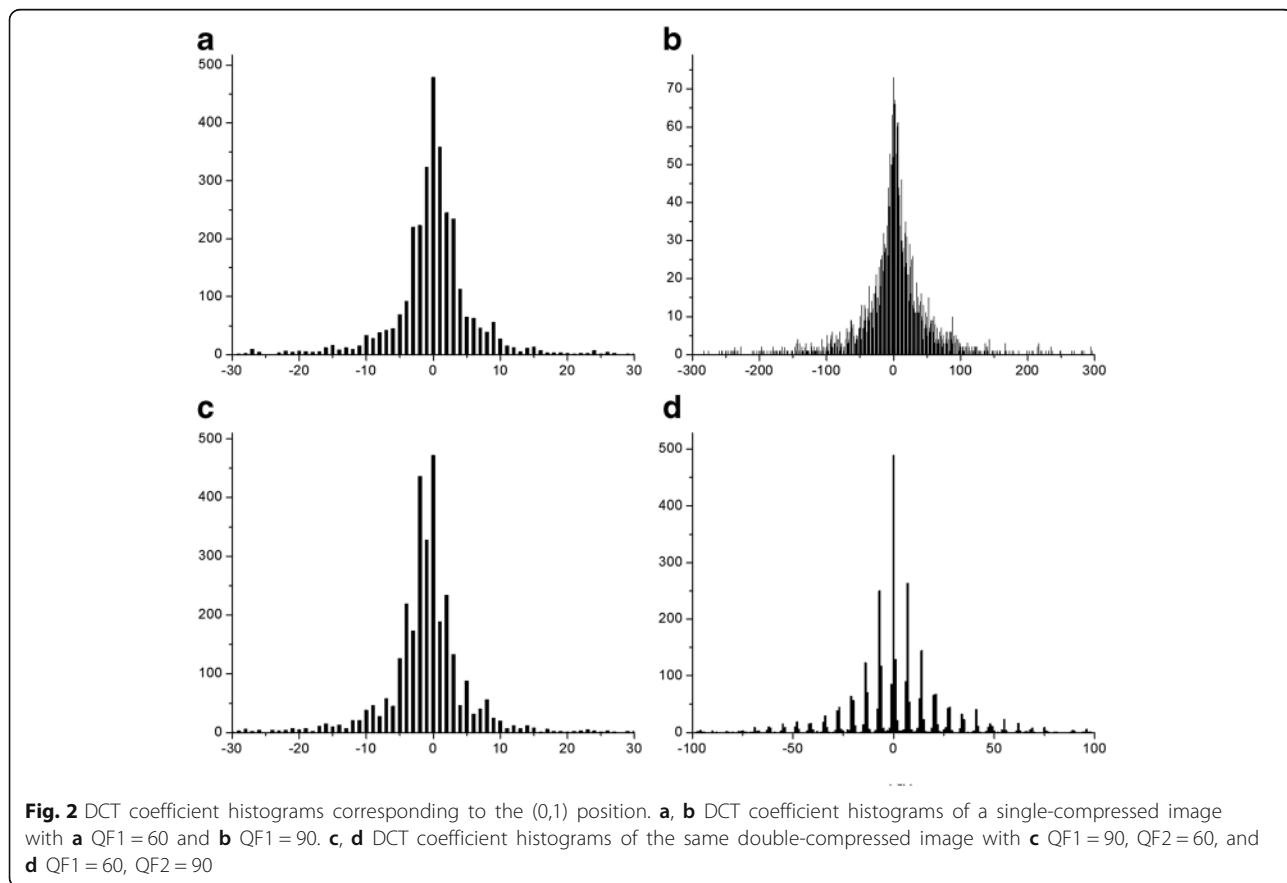 a
b
500
400
300
200
100
0
-30 -20 -10 0 10 20 30
70
60
50
40
30
20
10
0
-300 -200 -100 0 100 200 300
c
d
500
400
300
200
100
0
-30 -20 -10 0 10 20 30
500
400
300
200
100
0
-100 -50 0 50 100
Fig. 2 DCT coefficient histograms corresponding to the (0,1) position. a, b DCT coefficient histograms of a single-compressed image
with a QF1 = 60 and b QF1 = 90. c, d DCT coefficient histograms of the same double-compressed image with c QF1 = 90, QF2 = 60, and
d QF1 = 60, QF2 = 90